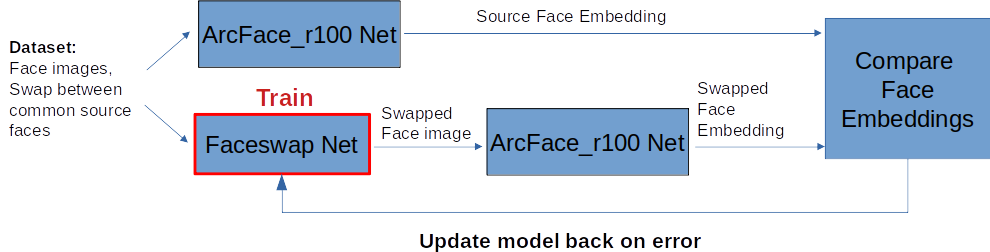 Dataset:
Face images,
Swap between
common source
faces
ArcFace_r100 Net
Source Face Embedding
Train
Faceswap Net
Swapped
Face image
ArcFace_r100 Net
Swapped
Face
Embedding
Compare
Face
Embeddings
Update model back on error